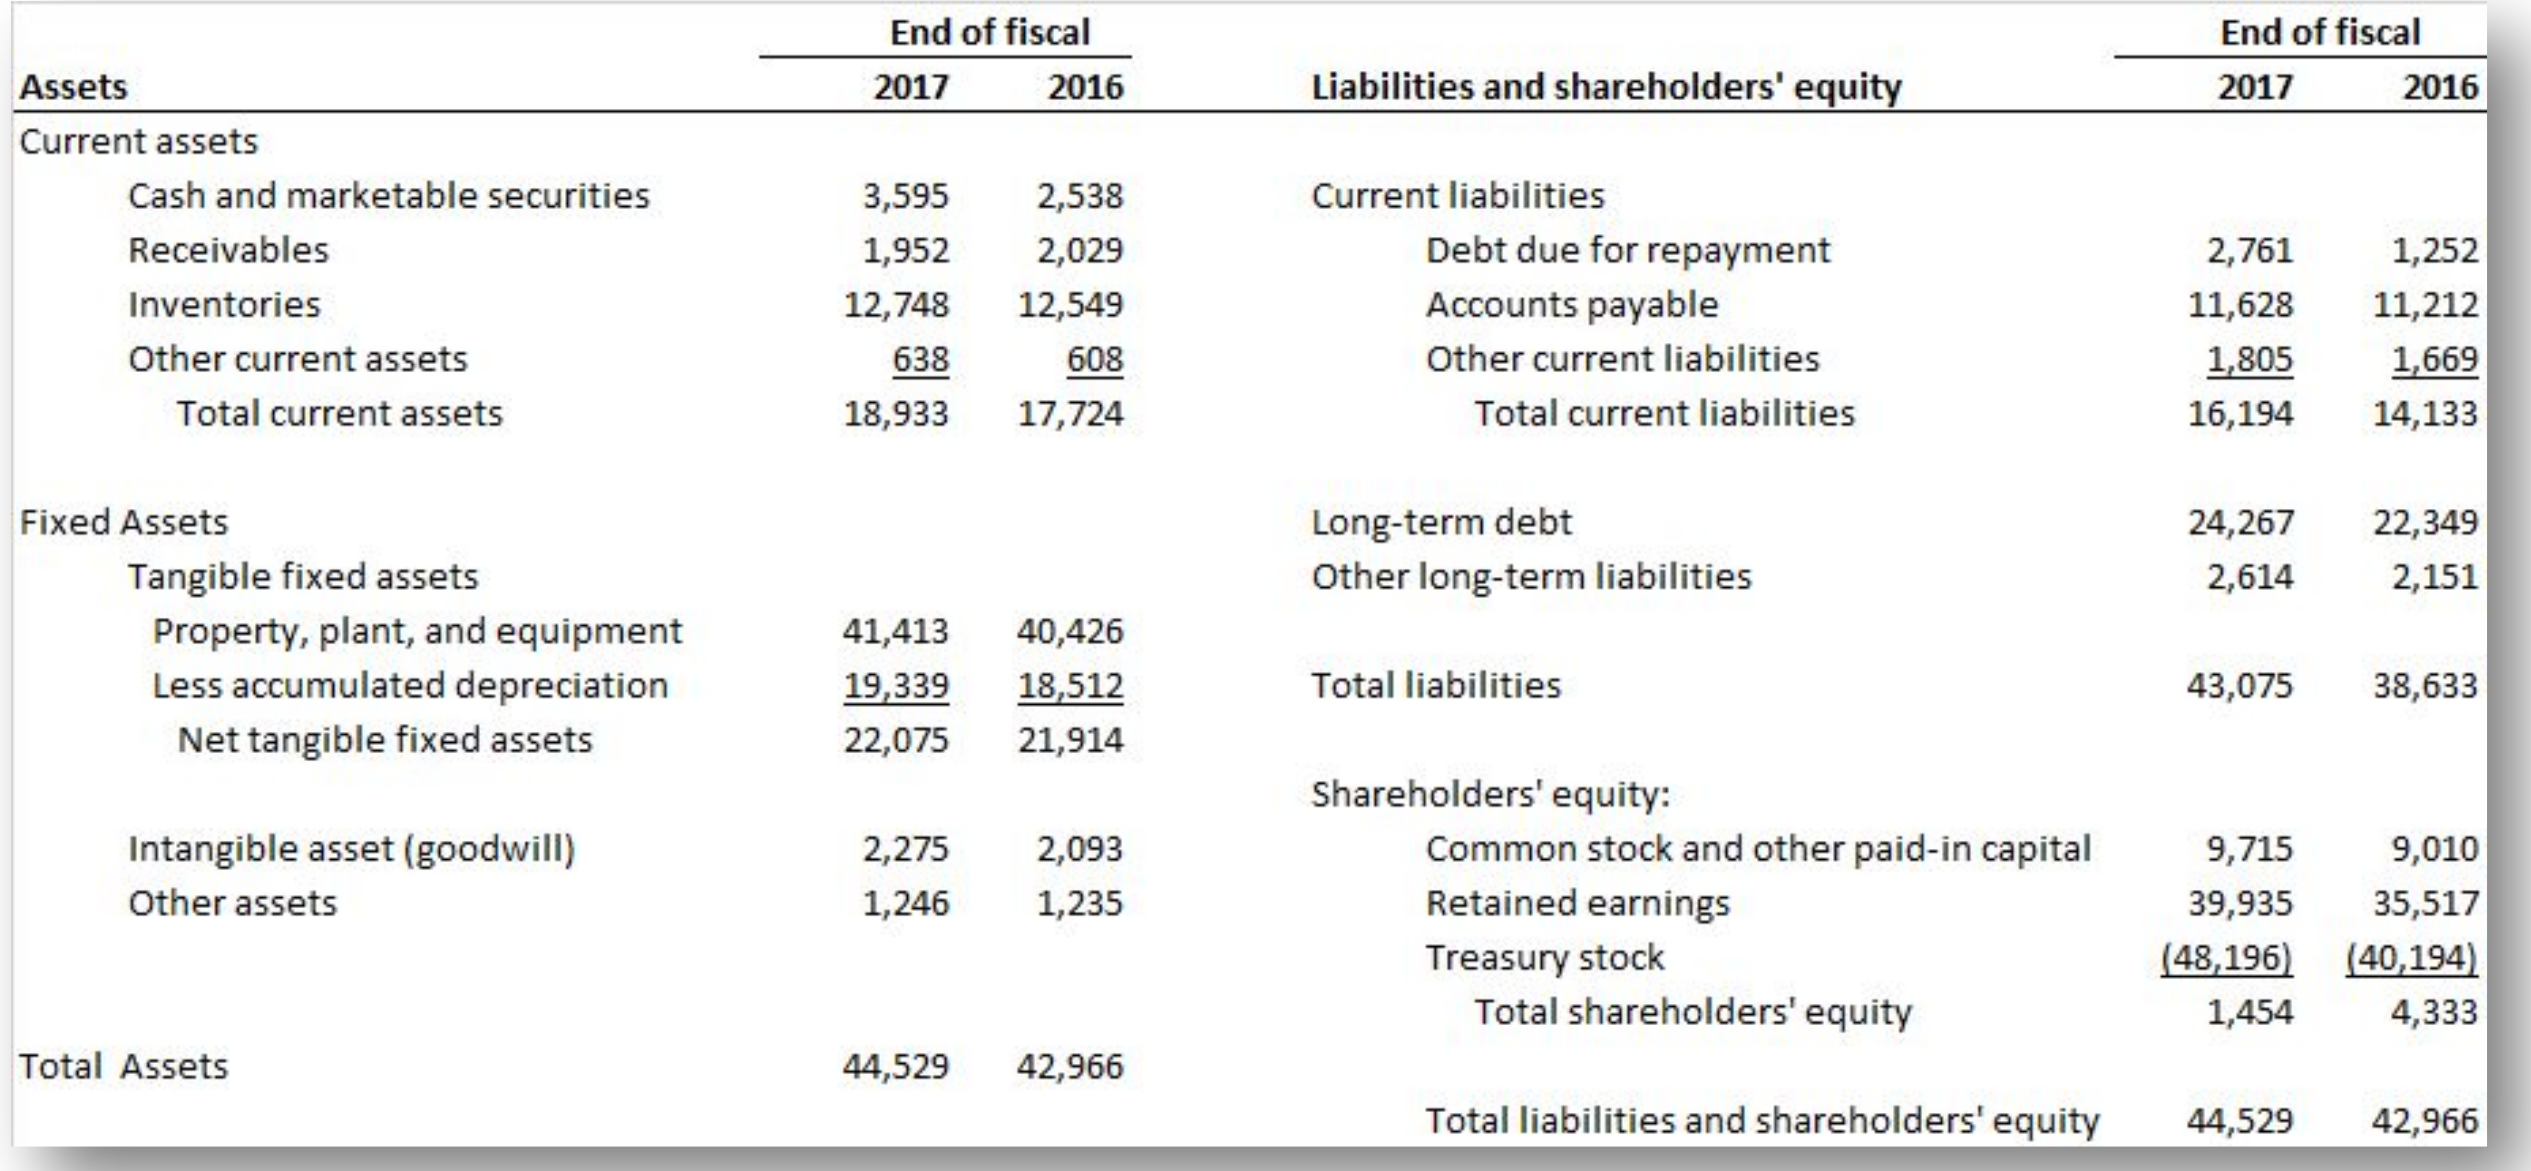 End of fiscal End of fiscal
Assets 2017 2016 Liabilities and shareholders' equity 2017 2016
Current assets
Cash and marketable securities 3,595 2,538 Current liabilities
Receivables 1,952 2,029 Debt due for repayment 2,761 1,252
Inventories 12,748 12,549 Accounts payable 11,628 11,212
Other current assets 638 608 Other current liabilities 1,805 1,669
Total current assets 18,933 17,724 Total current liabilities 16,194 14,133
Fixed Assets Long-term debt 24,267 22,349
Tangible fixed assets Other long-term liabilities 2,614 2,151
Property, plant, and equipment 41,413 40,426
Less accumulated depreciation 19,339 18,512 Total liabilities 43,075 38,633
Net tangible fixed assets 22,075 21,914
Shareholders' equity:
Intangible asset (goodwill) 2,275 2,093 Common stock and other paid-in capital 9,715 9,010
Other assets 1,246 1,235 Retained earnings 39,935 35,517
Treasury stock (48,196) (40,194)
Total shareholders' equity 1,454 4,333
Total Assets 44,529 42,966
Total liabilities and shareholders' equity 44,529 42,966